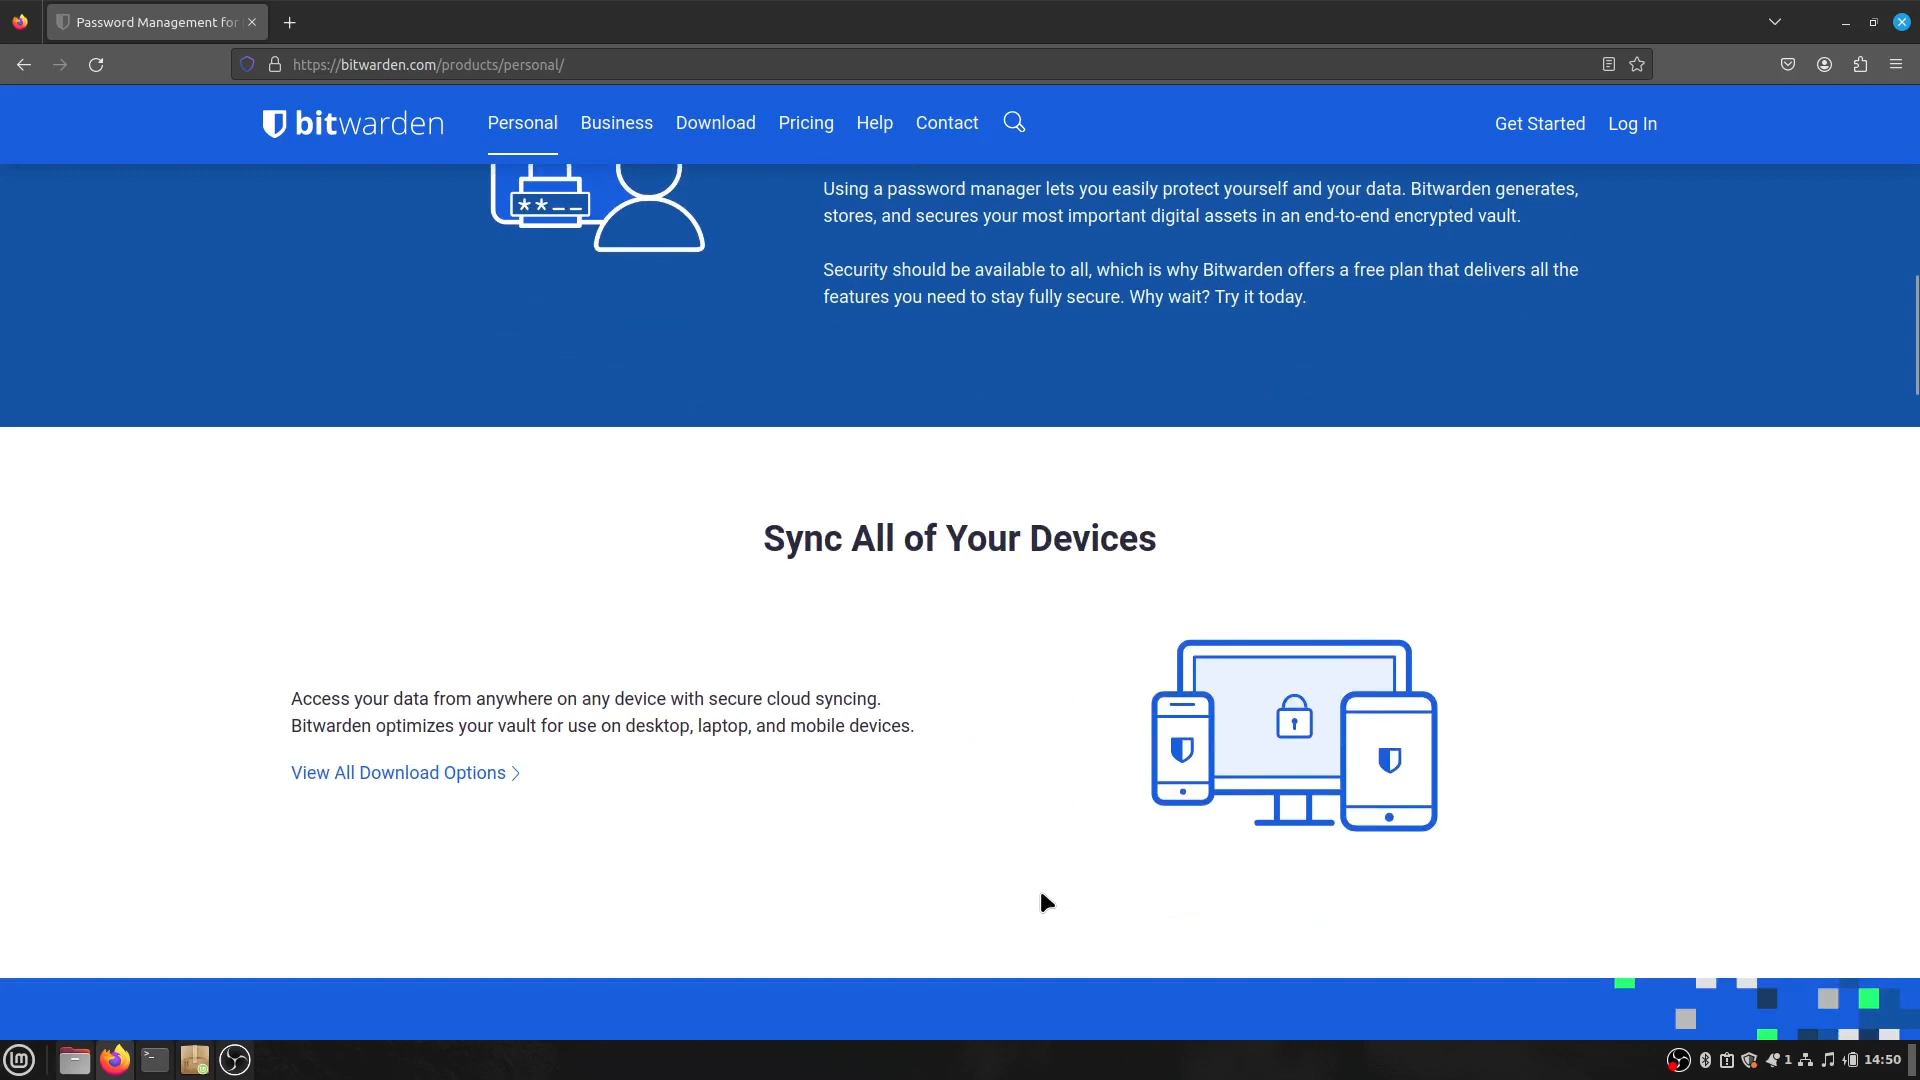 Password Management for
https://bitwarden.com/products/personal/
bitwarden
Personal
Business
Download
Pricing
Help
Contact
Get Started
Log In
**__
Using a password manager lets you easily protect yourself and your data. Bitwarden generates,
stores, and secures your most important digital assets in an end-to-end encrypted vault.
Security should be available to all, which is why Bitwarden offers a free plan that delivers all the
features you need to stay fully secure. Why wait? Try it today.
Sync All of Your Devices
Access your data from anywhere on any device with secure cloud syncing.
Bitwarden optimizes your vault for use on desktop, laptop, and mobile devices.
View All Download Options
1
14:50